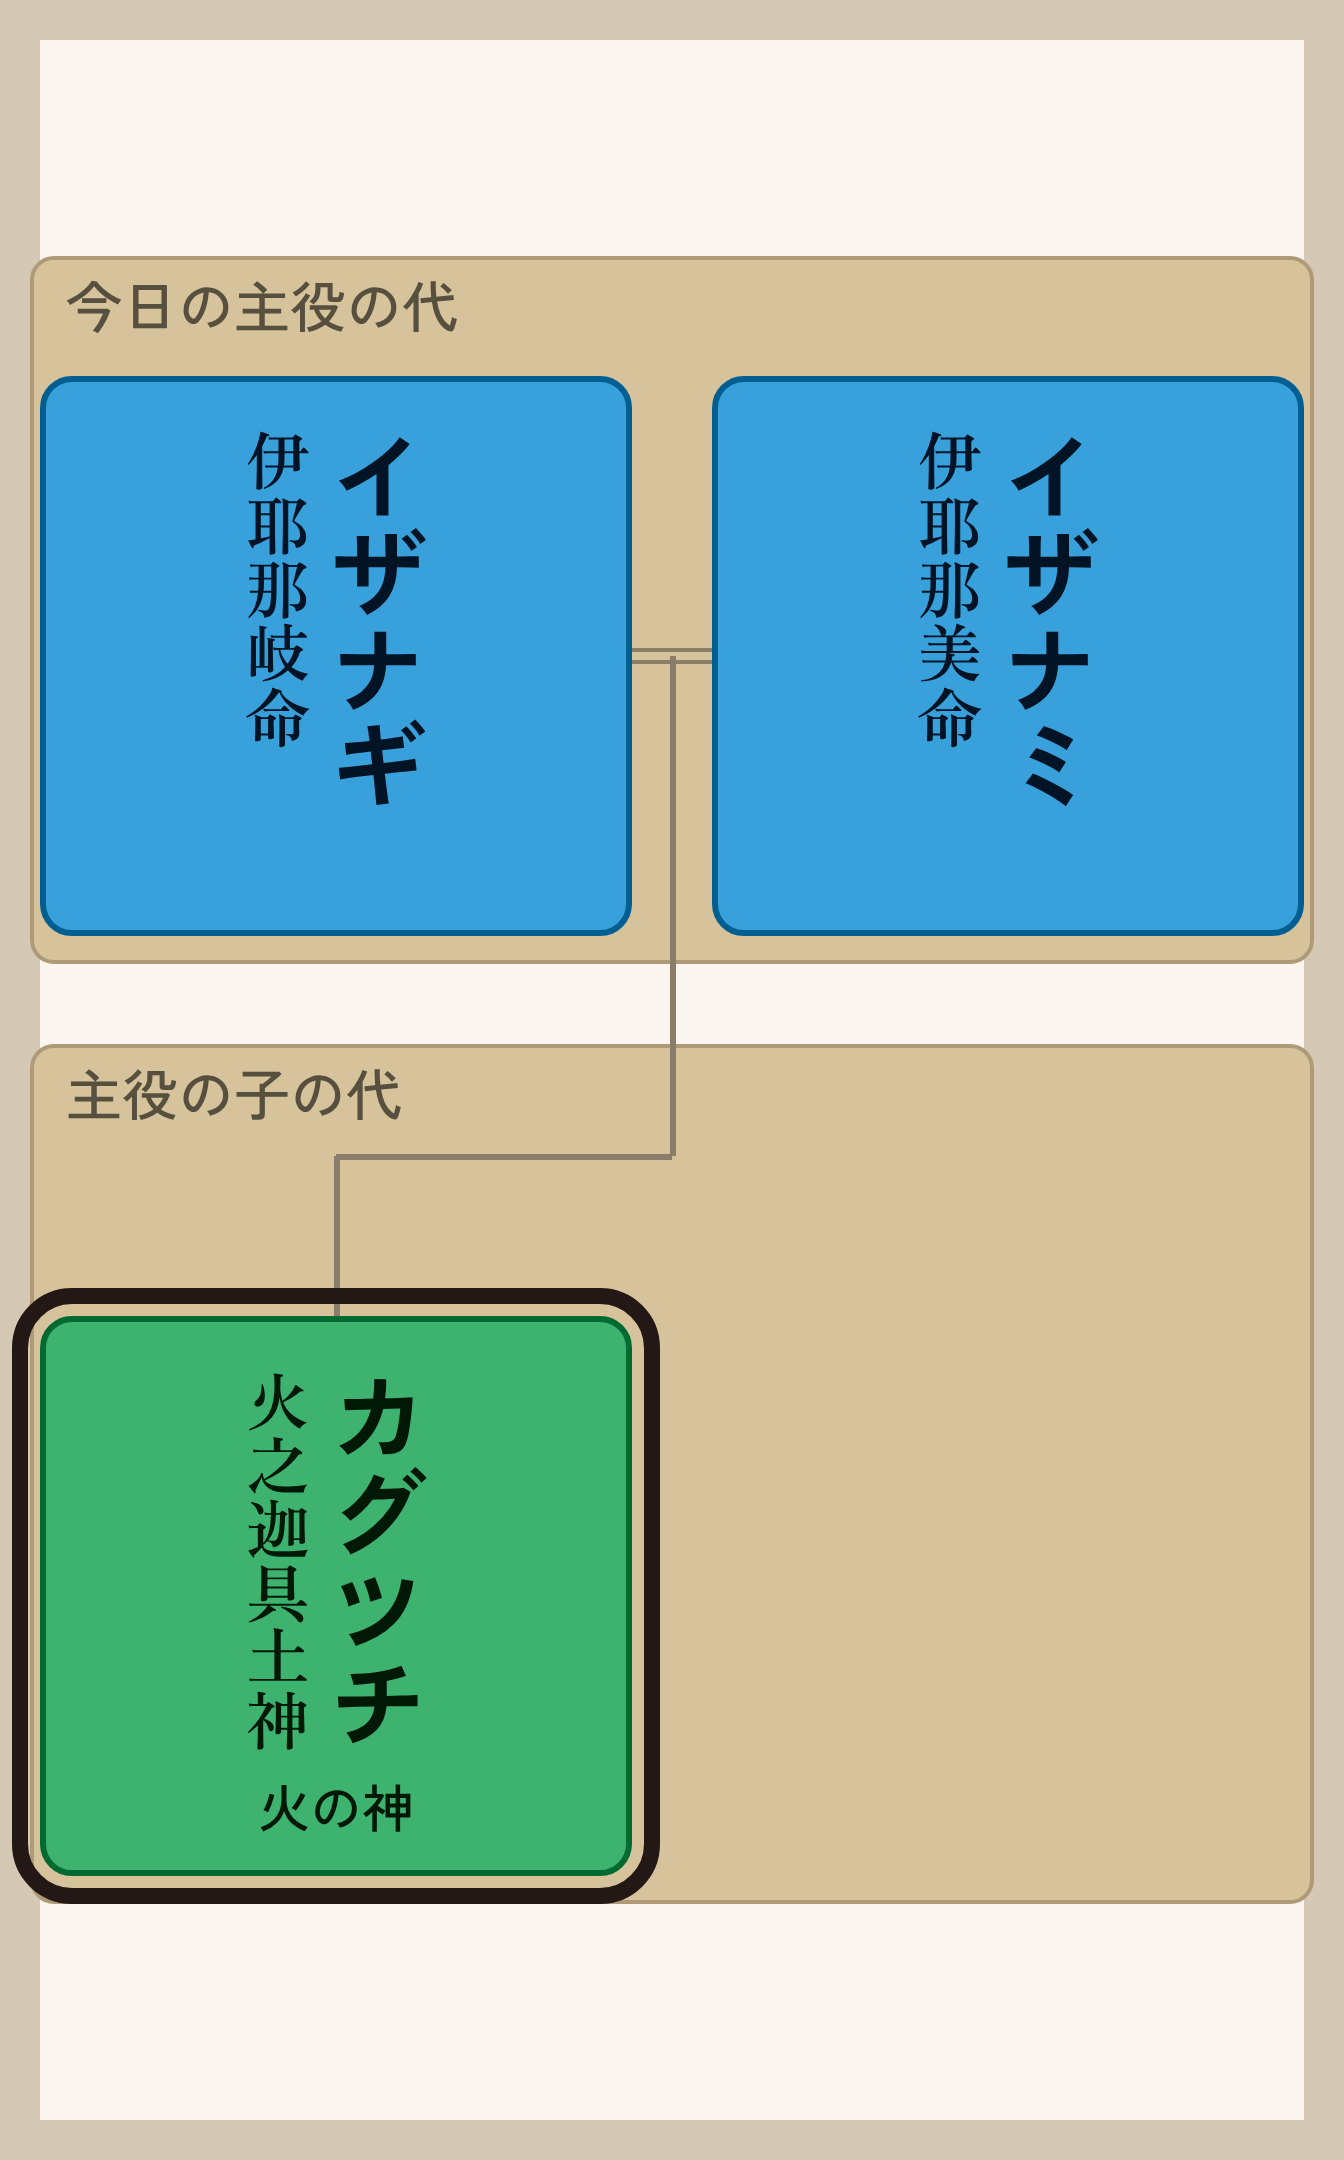 今日の主役の代
イザナギ
伊耶那岐命
イザナミ
伊耶那美命
主役の子の代
カグツチ
火之迦具土神
火の神